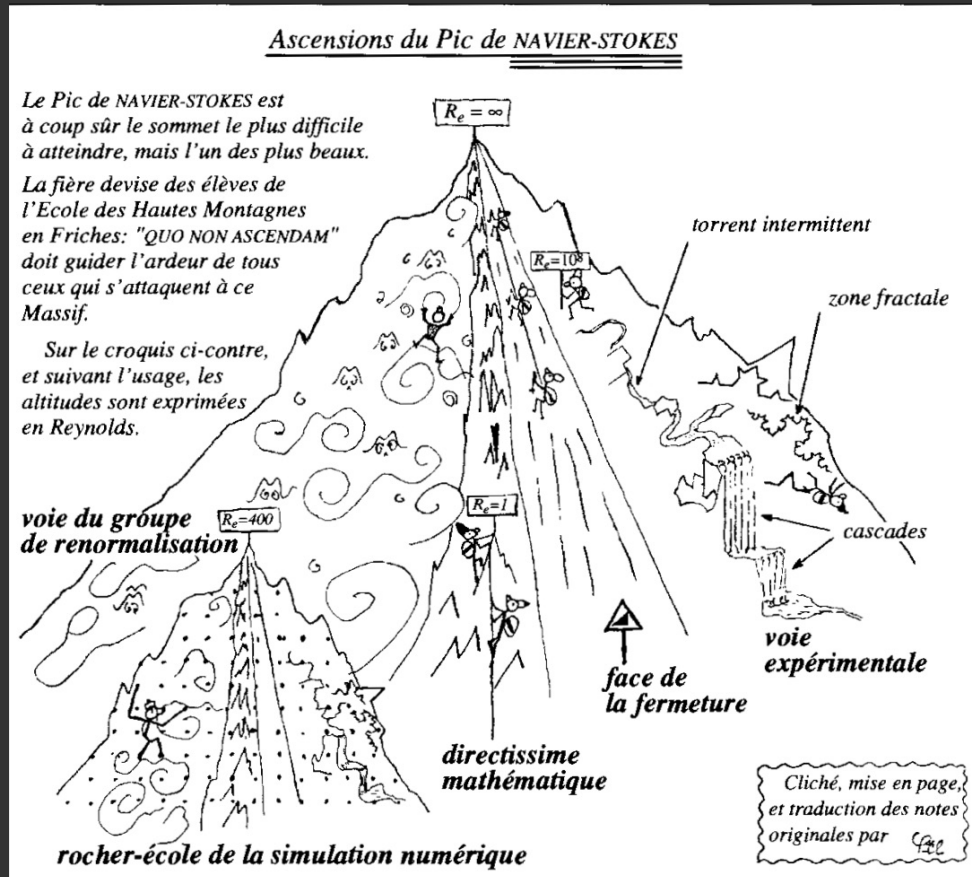 Ascensions du Pic de NAVIER-STOKES
Le Pic de NAVIER-STOKES est
à coup sûr le sommet le plus difficile
à atteindre, mais l'un des plus beaux.
La fière devise des élèves de
l'Ecole des Hautes Montagnes
en Friches: "QUO NON ASCENDAM"
doit guider l'ardeur de tous
ceux qui s'attaquent à ce
Massif.
Sur le croquis ci-contre,
et suivant l'usage, les
altitudes sont exprimées
en Reynolds.
Re = ∞
torrent intermittent
Re=10⁸
zone fractale
voie du groupe
de renormalisation
Re=400
Re=1
cascades
voie
expérimentale
face de
la fermeture
directissime
mathématique
rocher-école de la simulation numérique
Cliché, mise en page,
et traduction des notes
originales par